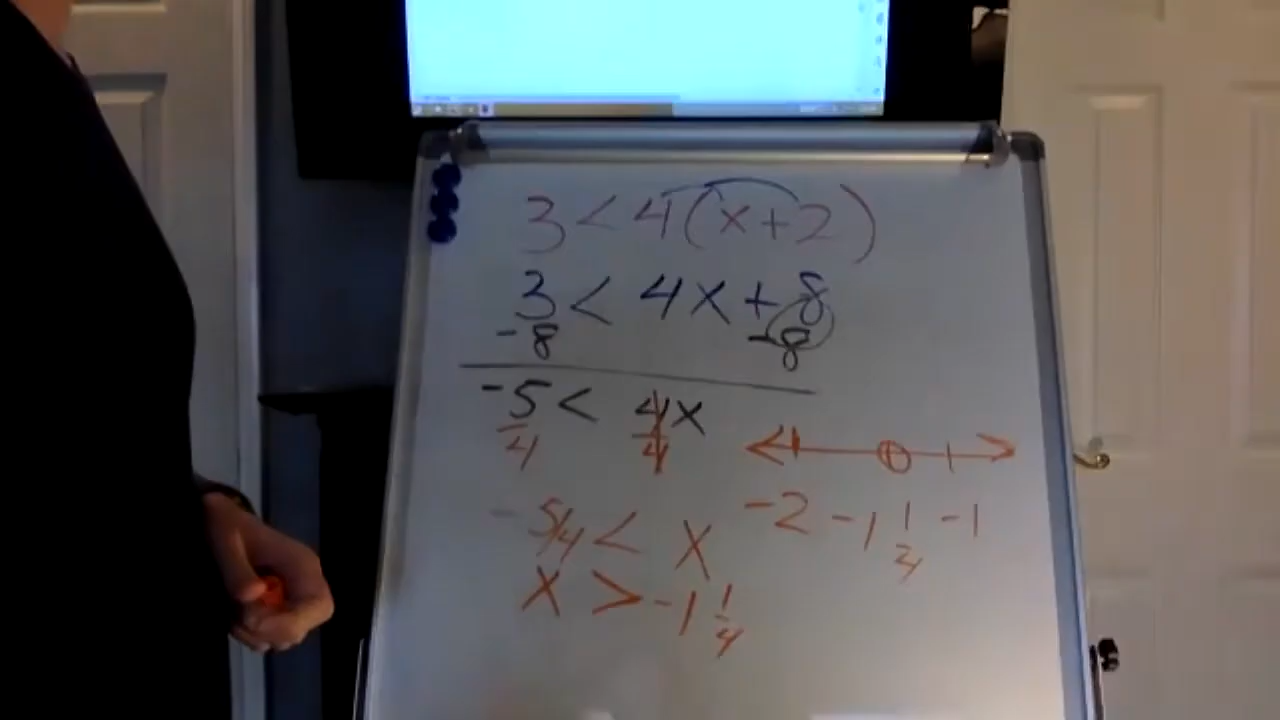 3 < 4(x+2)
3 < 4x + 8
-8 -8
-5 < 4x
4 4
-5/4 < x
x > -1 1/4
-2 -1 1/4 -1